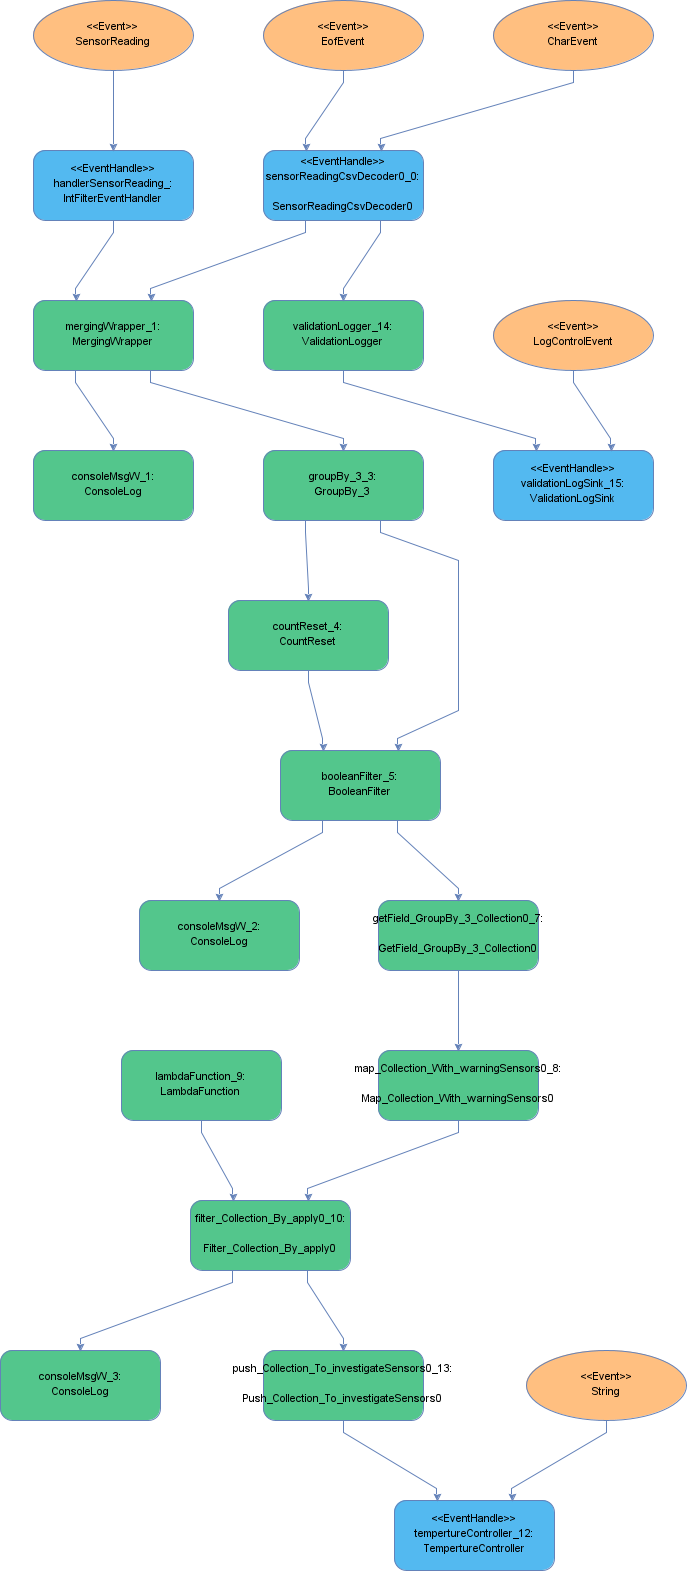 <<Event>>
SensorReading
<<Event>>
EofEvent
<<Event>>
CharEvent
<<EventHandle>>
handlerSensorReading_:
IntFilterEventHandler
<<EventHandle>>
sensorReadingCsvDecoder0_0:
SensorReadingCsvDecoder0
mergingWrapper_1:
MergingWrapper
validationLogger_14:
ValidationLogger
<<Event>>
LogControlEvent
consoleMsgW_1:
ConsoleLog
groupBy_3_3:
GroupBy_3
<<EventHandle>>
validationLogSink_15:
ValidationLogSink
countReset_4:
CountReset
booleanFilter_5:
BooleanFilter
consoleMsgW_2:
ConsoleLog
getField_GroupBy_3_Collection0_7:
GetField_GroupBy_3_Collection0
lambdaFunction_9:
LambdaFunction
map_Collection_With_warningSensors0_8:
Map_Collection_With_warningSensors0
filter_Collection_By_apply0_10:
Filter_Collection_By_apply0
consoleMsgW_3:
ConsoleLog
push_Collection_To_investigateSensors0_13:
Push_Collection_To_investigateSensors0
<<Event>>
String
<<EventHandle>>
tempertureController_12:
TempertureController